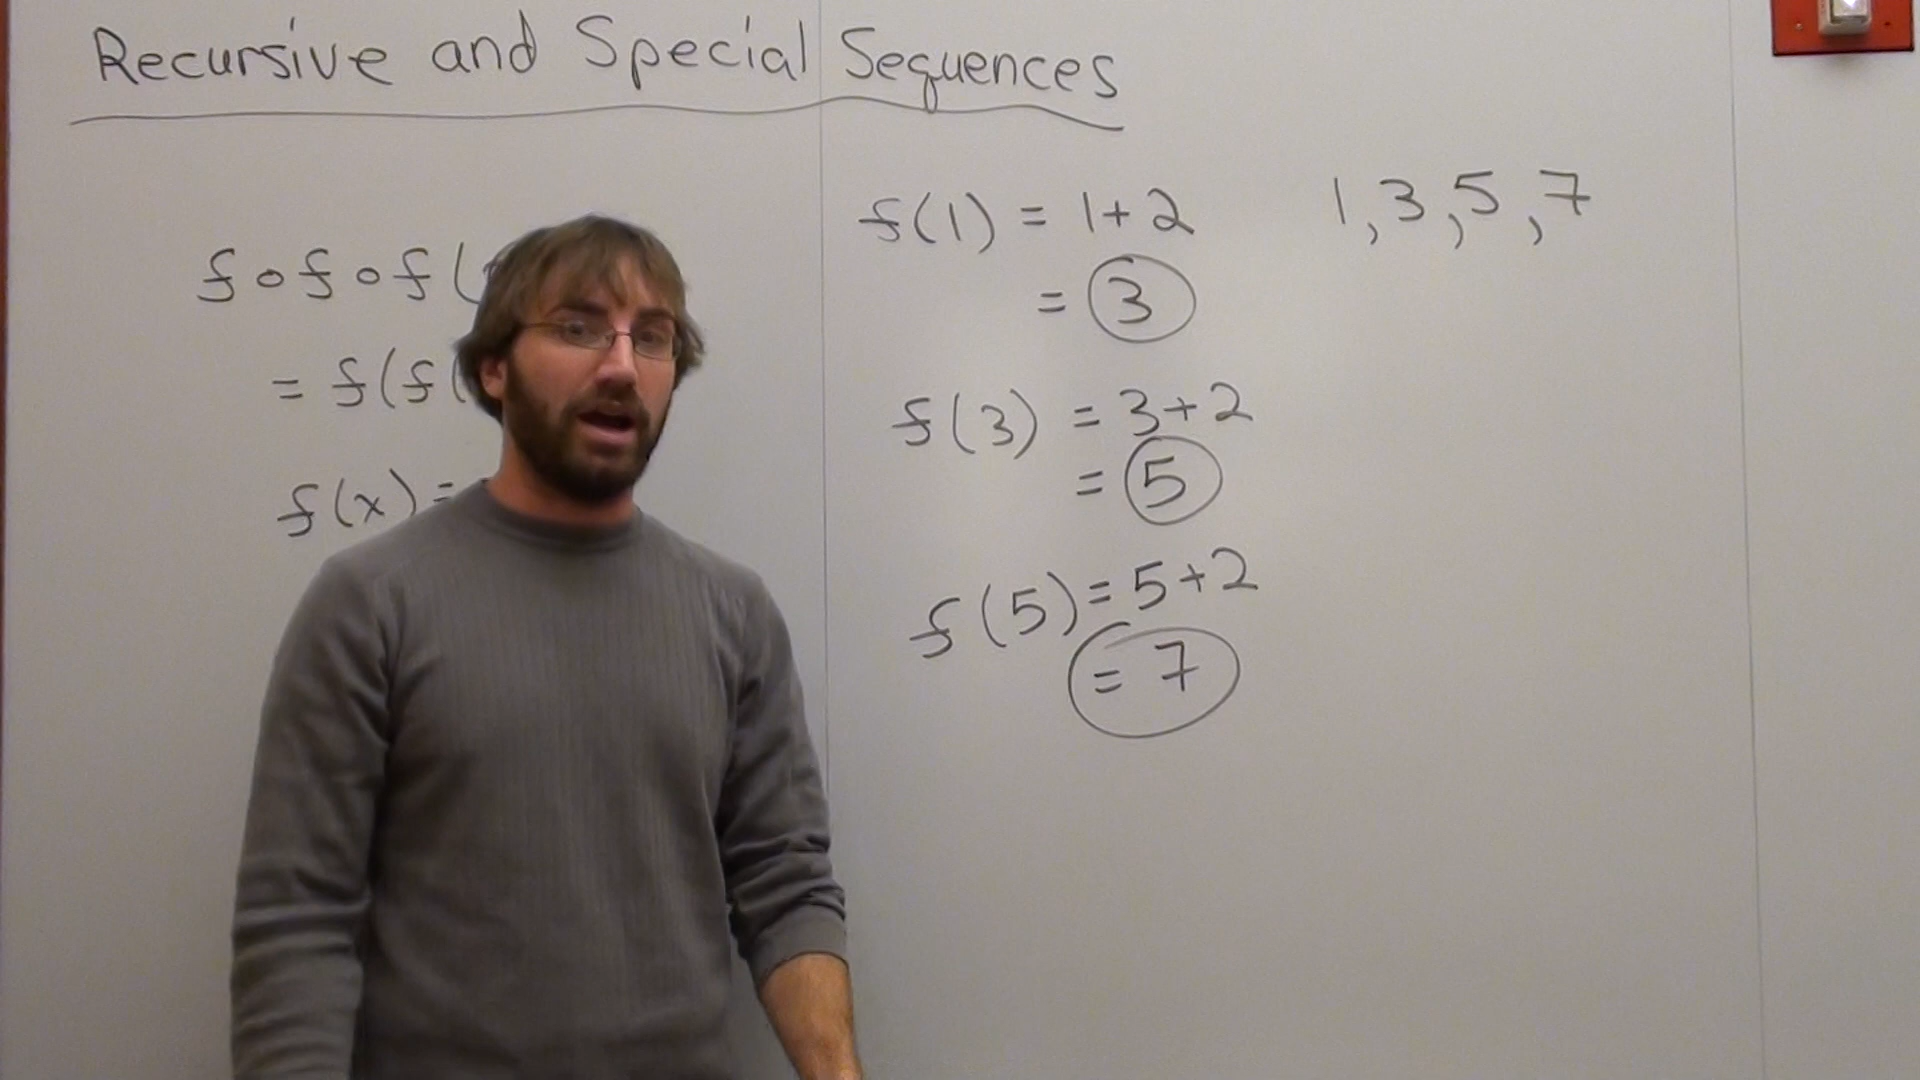 Recursive and Special Sequences
f∘f∘f(
= f(f(
f(x) =
f(1) = 1+2
= 3
f(3) = 3+2
= 5
f(5) = 5+2
= 7
1, 3, 5, 7